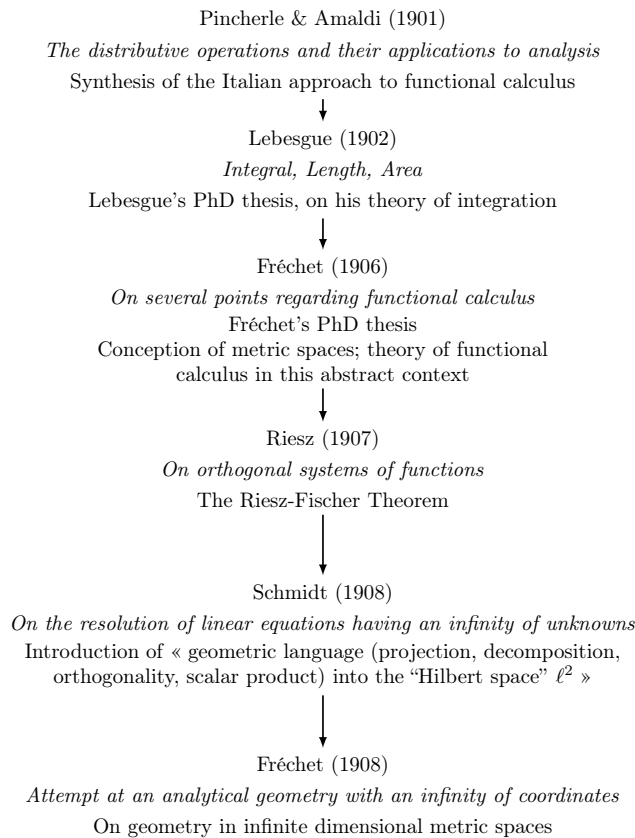 Pincherle & Amaldi (1901)
The distributive operations and their applications to analysis
Synthesis of the Italian approach to functional calculus
Lebesgue (1902)
Integral, Length, Area
Lebesgue's PhD thesis, on his theory of integration
Fréchet (1906)
On several points regarding functional calculus
Fréchet's PhD thesis
Conception of metric spaces; theory of functional
calculus in this abstract context
Riesz (1907)
On orthogonal systems of functions
The Riesz-Fischer Theorem
Schmidt (1908)
On the resolution of linear equations having an infinity of unknowns
Introduction of « geometric language (projection, decomposition,
orthogonality, scalar product) into the “Hilbert space” ℓ² »
Fréchet (1908)
Attempt at an analytical geometry with an infinity of coordinates
On geometry in infinite dimensional metric spaces